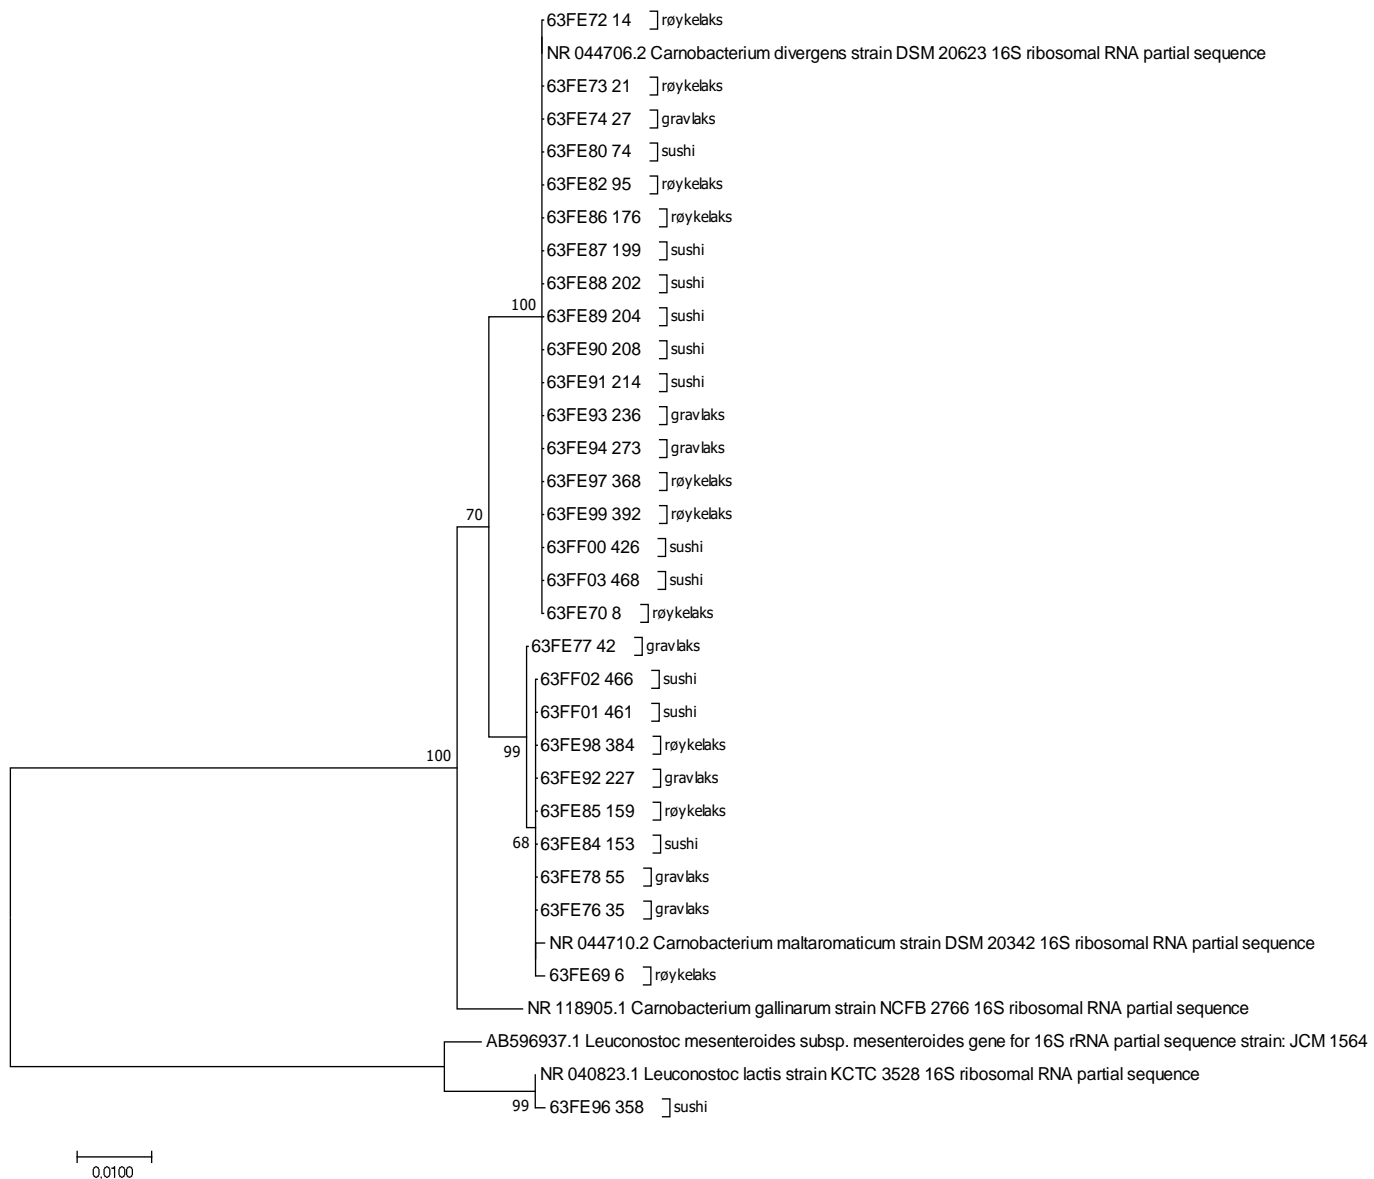 63FE72 14 røykelaks
NR 044706.2 Carnobacterium divergens strain DSM 20623 16S ribosomal RNA partial sequence
63FE73 21 røykelaks
63FE74 27 gravlaks
63FE80 74 sushi
63FE82 95 røykelaks
63FE86 176 røykelaks
63FE87 199 sushi
63FE88 202 sushi
100
63FE89 204 sushi
63FE90 208 sushi
63FE91 214 sushi
63FE93 236 gravlaks
63FE94 273 gravlaks
63FE97 368 røykelaks
70
63FE99 392 røykelaks
63FF00 426 sushi
63FF03 468 sushi
63FE70 8 røykelaks
63FE77 42 gravlaks
63FF02 466 sushi
63FF01 461 sushi
63FE98 384 røykelaks
99
100
63FE92 227 gravlaks
63FE85 159 røykelaks
63FE84 153 sushi
68
63FE78 55 gravlaks
63FE76 35 gravlaks
NR 044710.2 Carnobacterium maltaromaticum strain DSM 20342 16S ribosomal RNA partial sequence
63FE69 6 røykelaks
NR 118905.1 Carnobacterium gallinarum strain NCFB 2766 16S ribosomal RNA partial sequence
AB596937.1 Leuconostoc mesenteroides subsp. mesenteroides gene for 16S rRNA partial sequence strain: JCM 1564
NR 040823.1 Leuconostoc lactis strain KCTC 3528 16S ribosomal RNA partial sequence
99
63FE96 358 sushi
0,0100